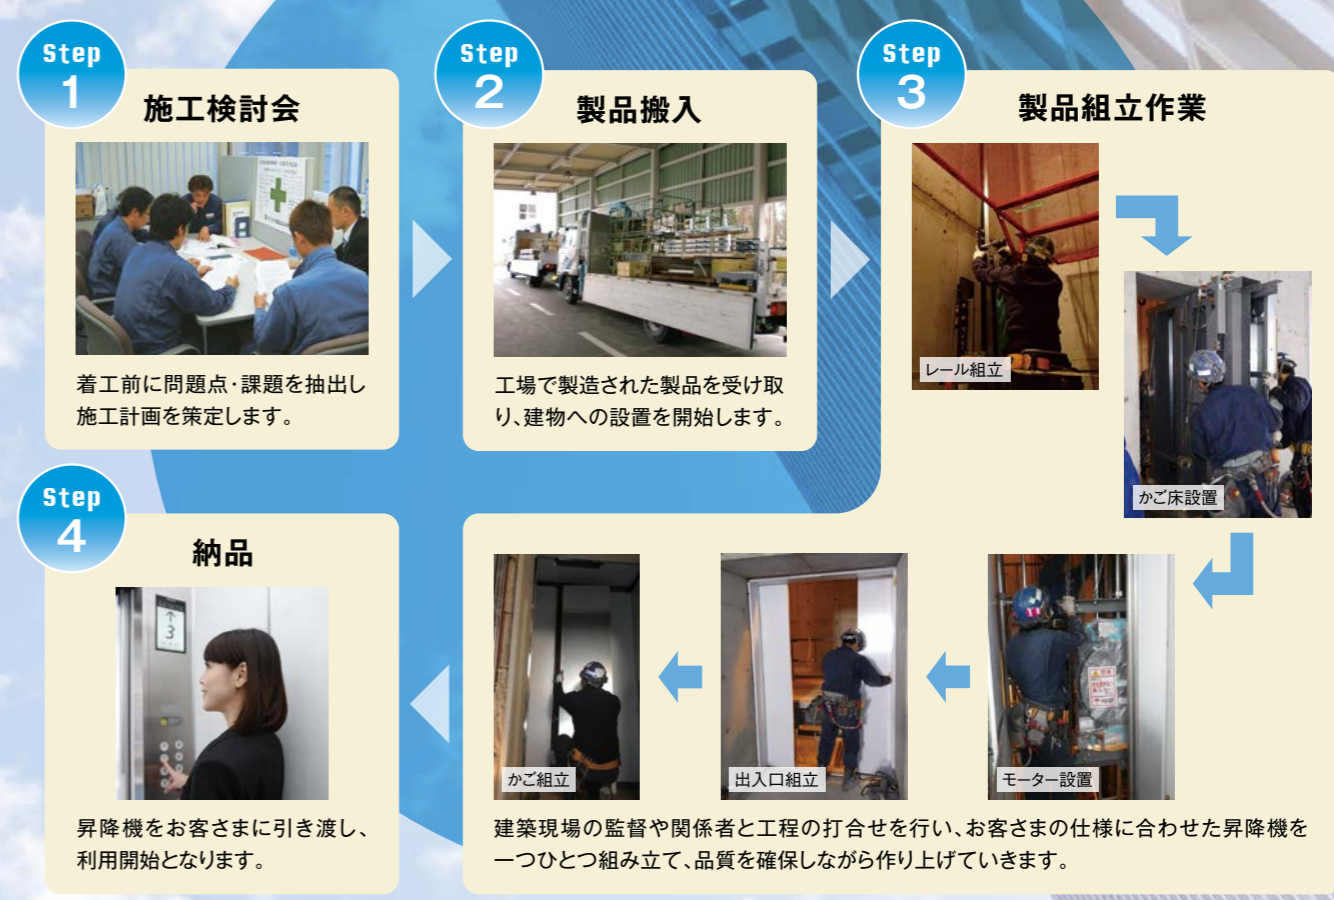 Step
1
施工検討会
着工前に問題点・課題を抽出し
施工計画を策定します。
Step
2
製品搬入
工場で製造された製品を受け取
り、建物への設置を開始します。
Step
3
製品組立作業
レール組立
かご床設置
モーター設置
出入口組立
かご組立
建築現場の監督や関係者と工程の打合せを行い、お客さまの仕様に合わせた昇降機を
一つひとつ組み立て、品質を確保しながら作り上げていきます。
Step
4
納品
3
昇降機をお客さまに引き渡し、
利用開始となります。